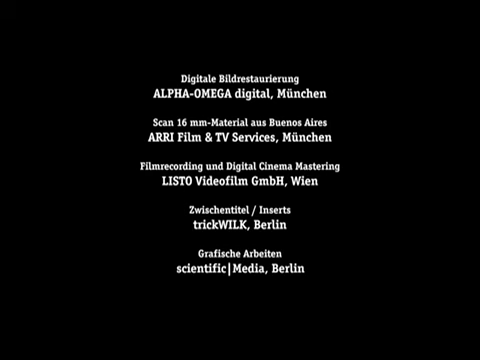 Digitale Bildrestaurierung
ALPHA-OMEGA digital, München
Scan 16 mm-Material aus Buenos Aires
ARRI Film & TV Services, München
Filmrecording und Digital Cinema Mastering
LISTO Videofilm GmbH, Wien
Zwischentitel / Inserts
trickWILK, Berlin
Grafische Arbeiten
scientific|Media, Berlin